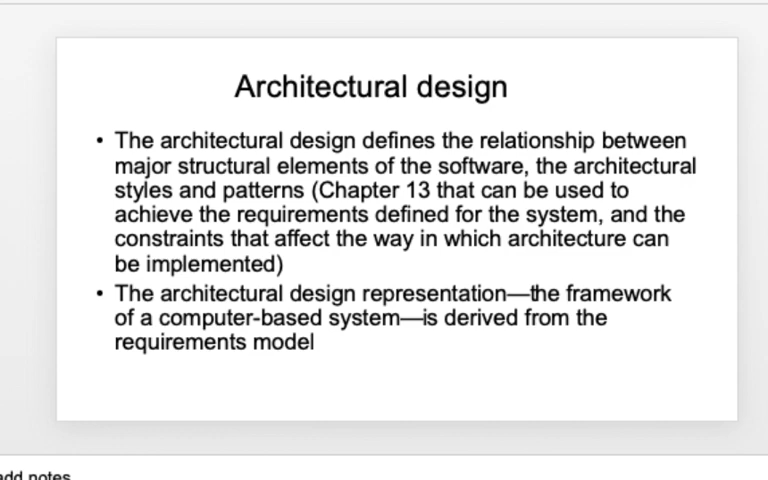 Architectural design
• The architectural design defines the relationship between
major structural elements of the software, the architectural
styles and patterns (Chapter 13 that can be used to
achieve the requirements defined for the system, and the
constraints that affect the way in which architecture can
be implemented)
• The architectural design representation—the framework
of a computer-based system—is derived from the
requirements model
add notes